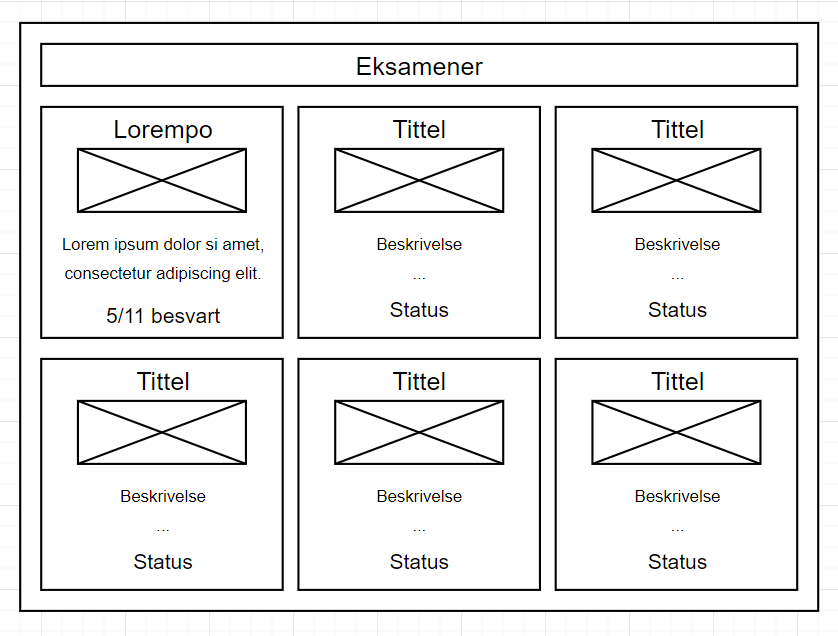 Eksamener
Lorempo
Lorem ipsum dolor si amet,
consectetur adipiscing elit.
5/11 besvart
Tittel
Beskrivelse
...
Status
Tittel
Beskrivelse
...
Status
Tittel
Beskrivelse
...
Status
Tittel
Beskrivelse
...
Status
Tittel
Beskrivelse
...
Status